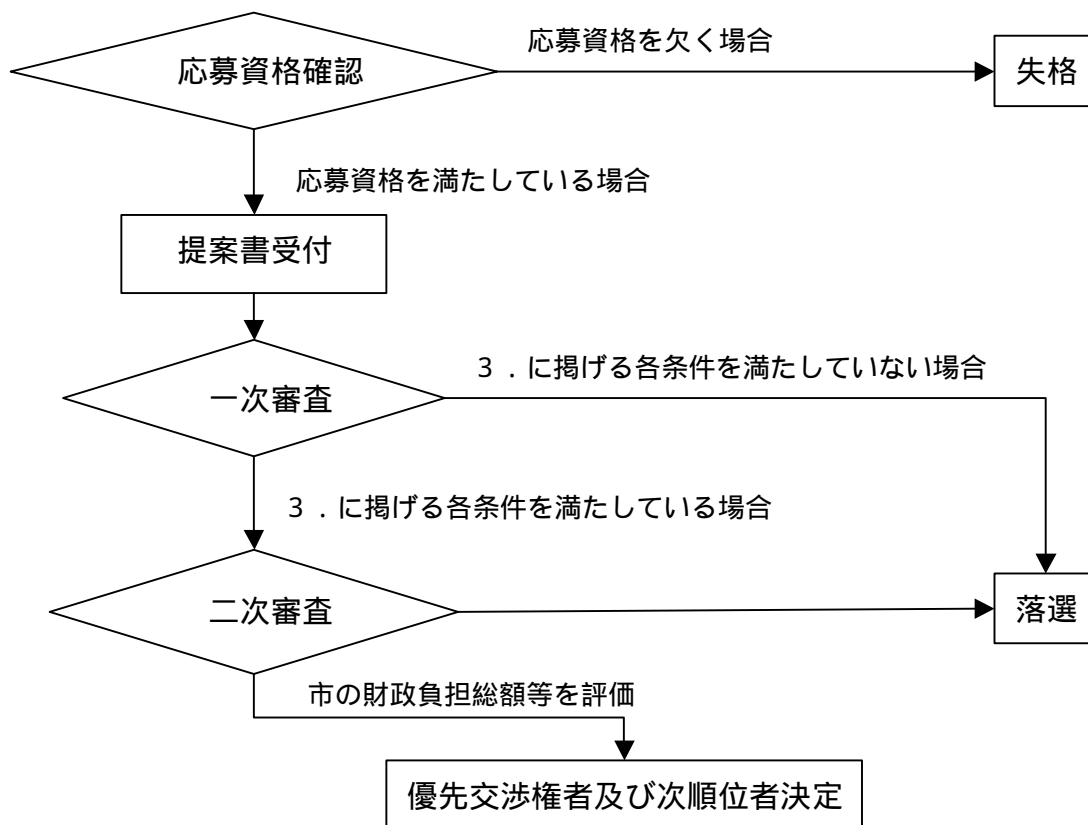 応募資格を欠く場合
応募資格確認
失格
応募資格を満たしている場合
提案書受付
3．に掲げる各条件を満たしていない場合
一次審査
3．に掲げる各条件を満たしている場合
二次審査
落選
市の財政負担総額等を評価
優先交渉権者及び次順位者決定